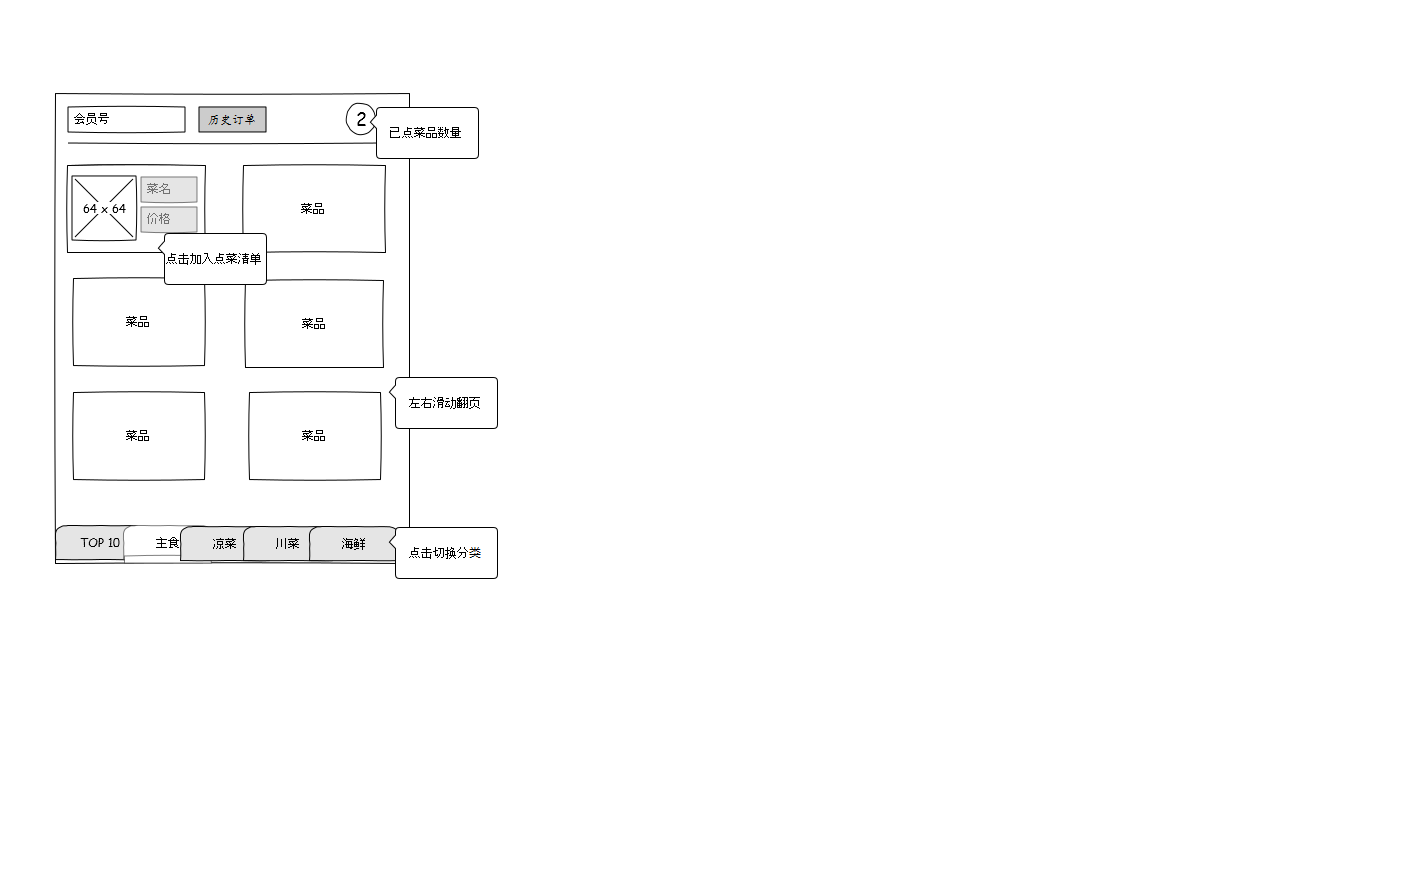 会员号
历史订单
2
已点菜品数量
64 x 64
菜名
价格
菜品
点击加入点菜清单
菜品
菜品
左右滑动翻页
菜品
菜品
TOP 10
主食
凉菜
川菜
海鲜
点击切换分类